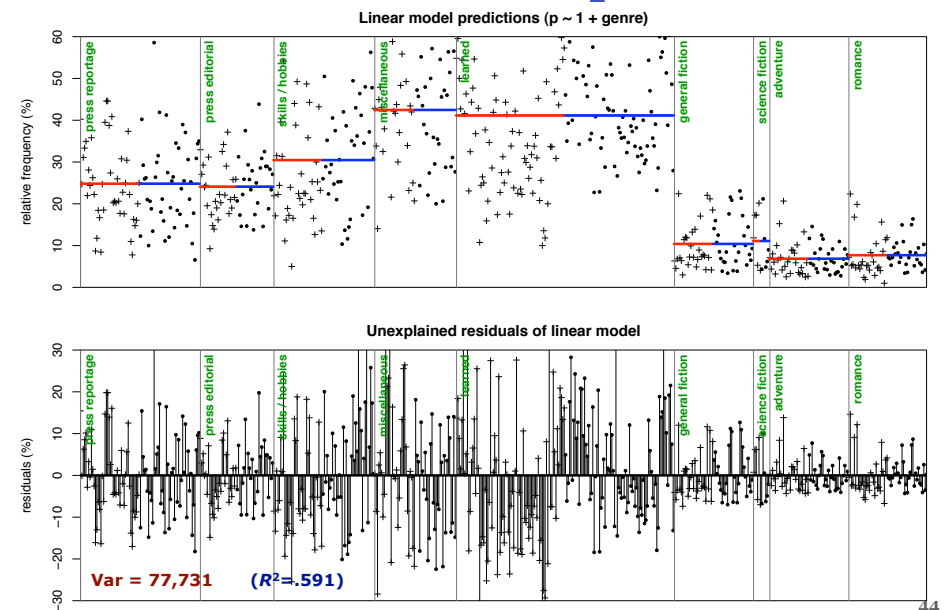 Linear model predictions (p ~ 1 + genre)
relative frequency (%)
60
50
40
30
20
10
0
press reportage
press editorial
skills / hobbies
miscellaneous
learned
general fiction
science fiction
adventure
romance
Unexplained residuals of linear model
residuals (%)
30
20
10
0
−10
−20
−30
press reportage
press editorial
skills / hobbies
miscellaneous
learned
general fiction
science fiction
adventure
romance
Var = 77,731 (R²=.591)
44